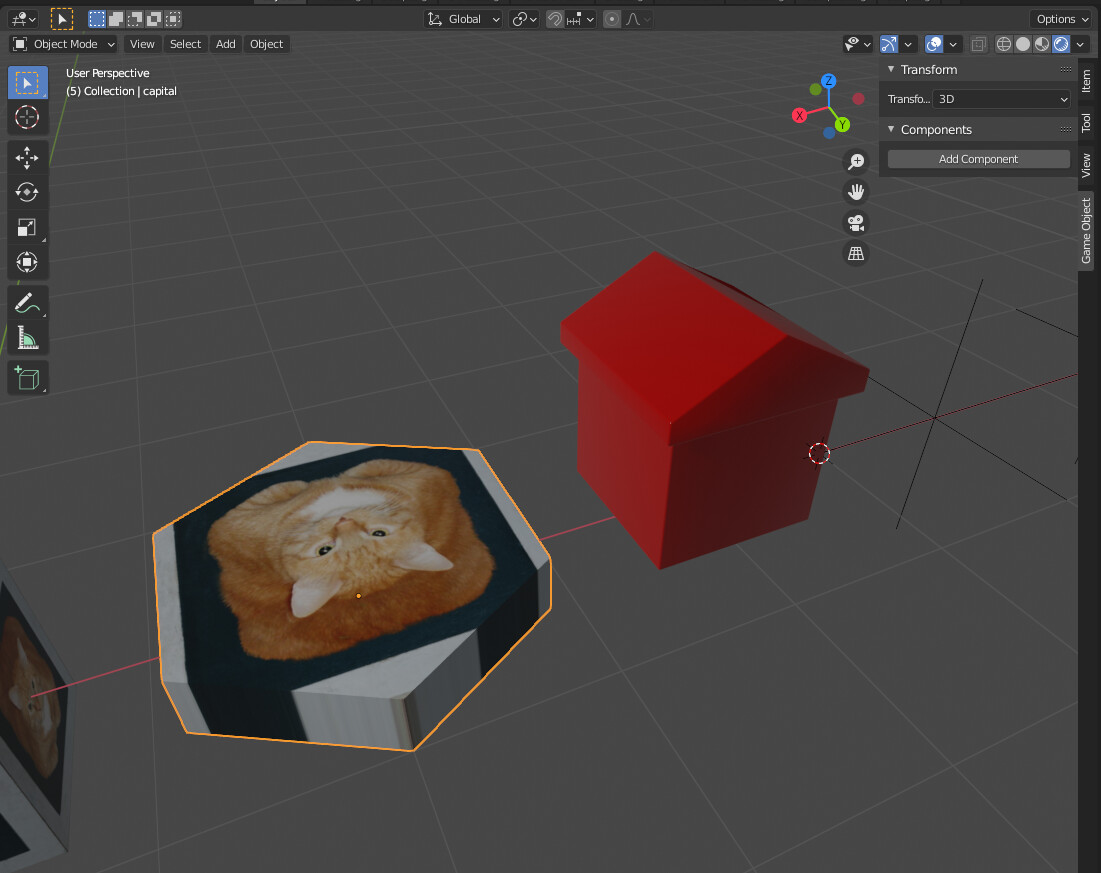 Global
Options
Object Mode
View
Select
Add
Object
User Perspective
(5) Collection | capital
Z
X
Y
Transform
Transfo... 3D
Components
Add Component
Item
Tool
View
Game Object